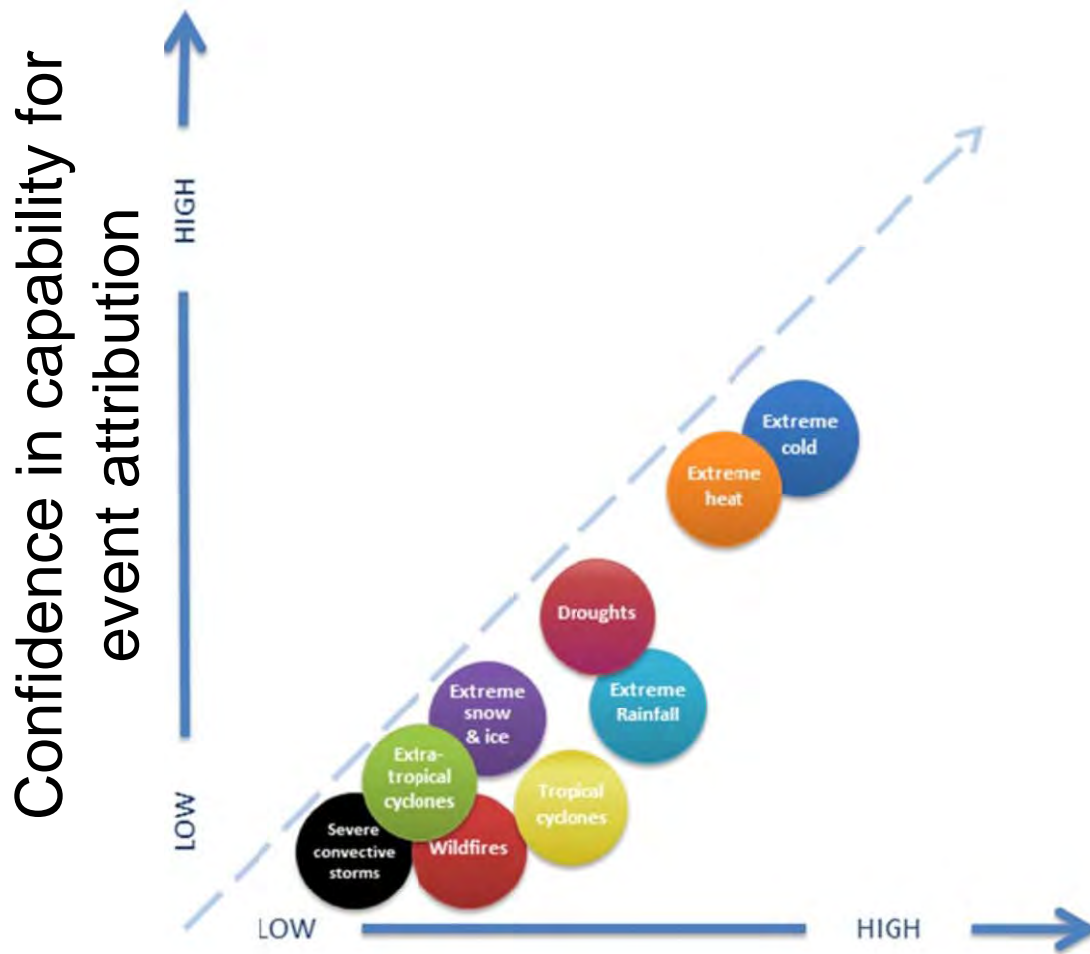 Confidence in capability for
event attribution
HIGH
LOW
Extreme
cold
Extreme
heat
Droughts
Extreme
Rainfall
Extreme
snow
& ice
Extra-
tropical
cyclones
Tropical
cyclones
Severe
convective
storms
Wildfires
LOW
HIGH